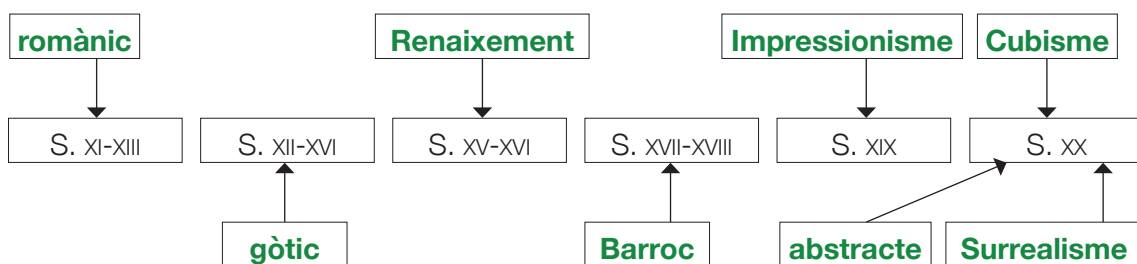 romànic
Renaixement
Impressionisme
Cubisme
S. XI-XIII
S. XII-XVI
S. XV-XVI
S. XVII-XVIII
S. XIX
S. XX
gòtic
Barroc
abstracte
Surrealisme